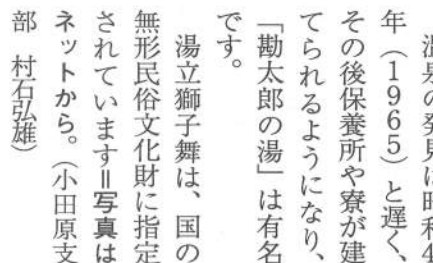 温泉の発見は昭和4
年（1965）と遅く、
その後保養所や寮が建
てられるようになり、
「勘太郎の湯」は有名
です。
湯立獅子舞は、国の
無形民俗文化財に指定
されています＝写真は
ネットから。（小田原支
部　村石弘雄）